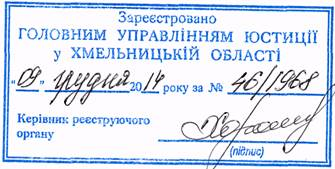 Зареєстровано
ГОЛОВНИМ УПРАВЛІННЯМ ЮСТИЦІЇ
у ХМЕЛЬНИЦЬКІЙ ОБЛАСТІ
"09" грудня 2014 року за № 46/1968
Керівник реєструючого
органу
(підпис)